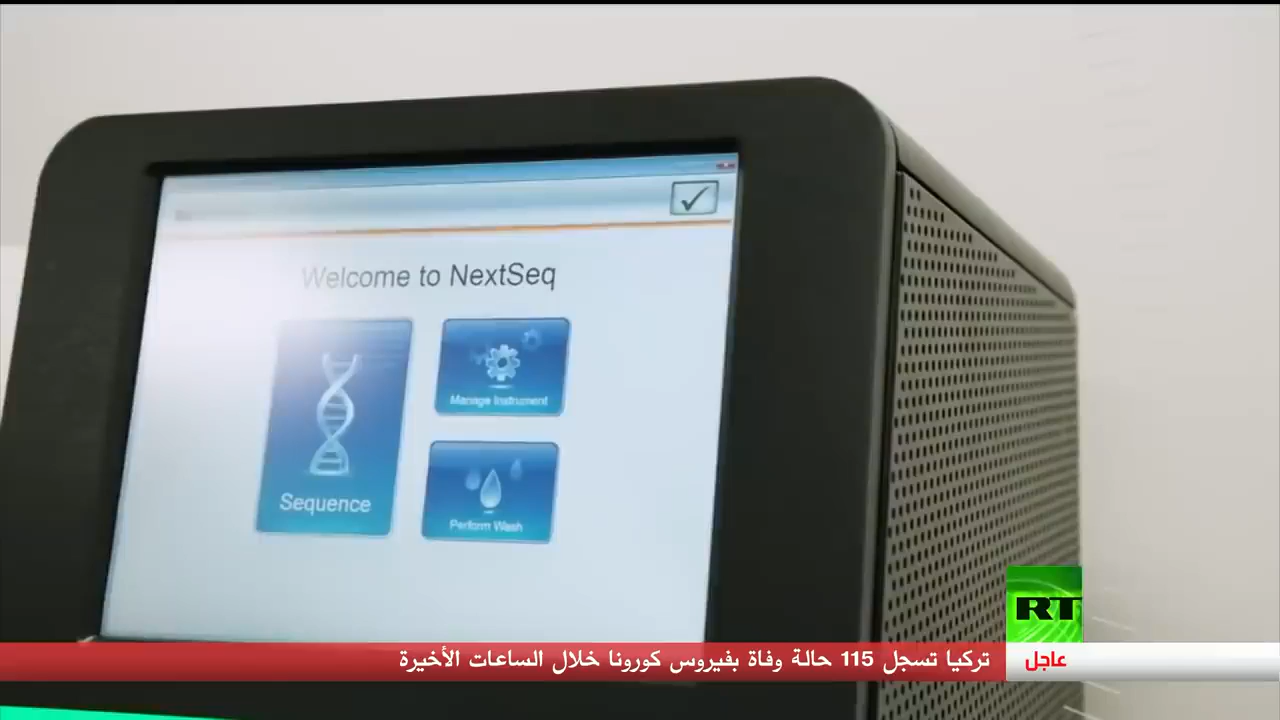 Welcome to NextSeq
Sequence
Manage Instrument
Perform Wash
RT
عاجل
تركيا تسجل 115 حالة وفاة بفيروس كورونا خلال الساعات الأخيرة